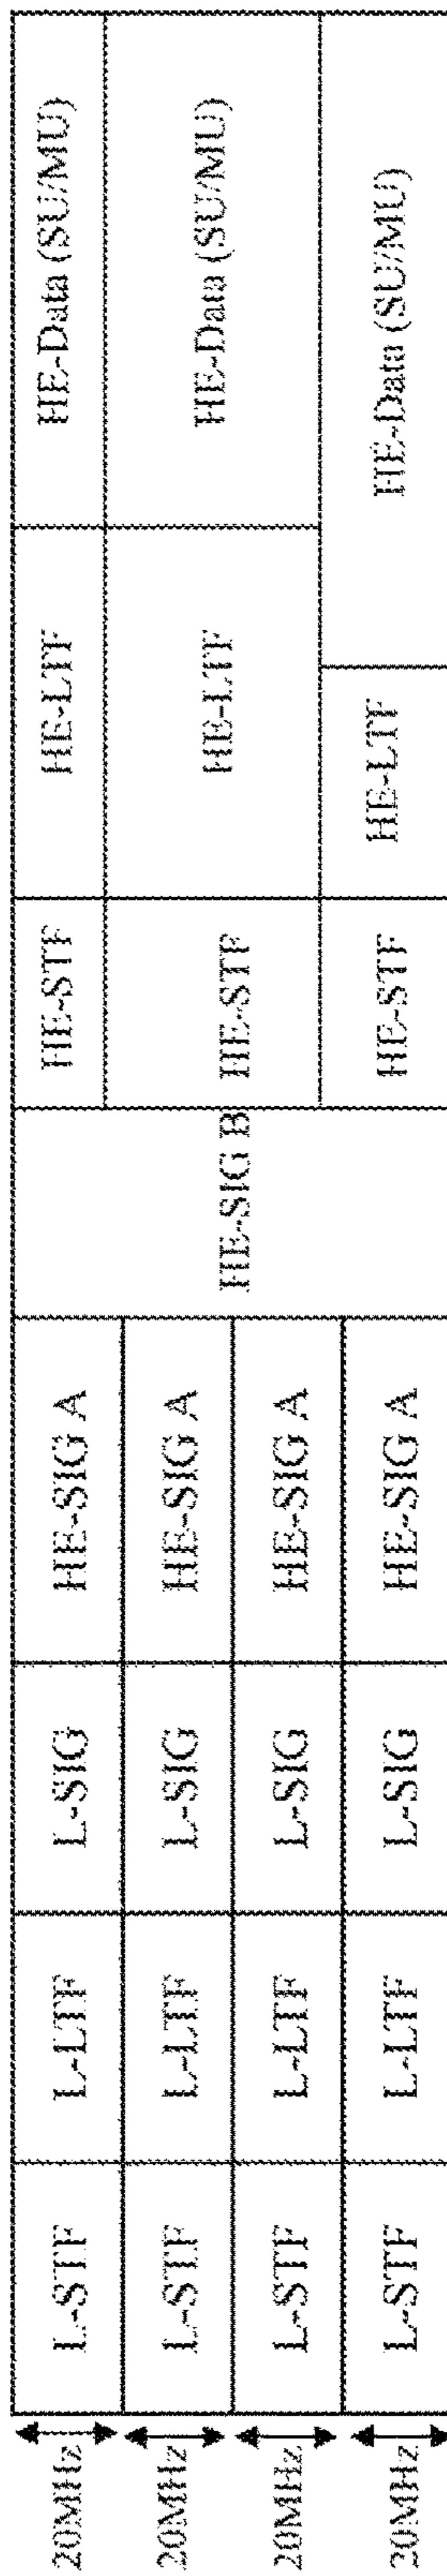 20MHz
L-STF
L-LTF
L-SIG
HE-SIG A
HE-STF
HE-LTF
HE-Data (SU/MU)
20MHz
L-STF
L-LTF
L-SIG
HE-SIG A
HE-SIG B
HE-STF
HE-LTF
HE-Data (SU/MU)
20MHz
L-STF
L-LTF
L-SIG
HE-SIG A
20MHz
L-STF
L-LTF
L-SIG
HE-SIG A
HE-STF
HE-LTF
HE-Data (SU/MU)